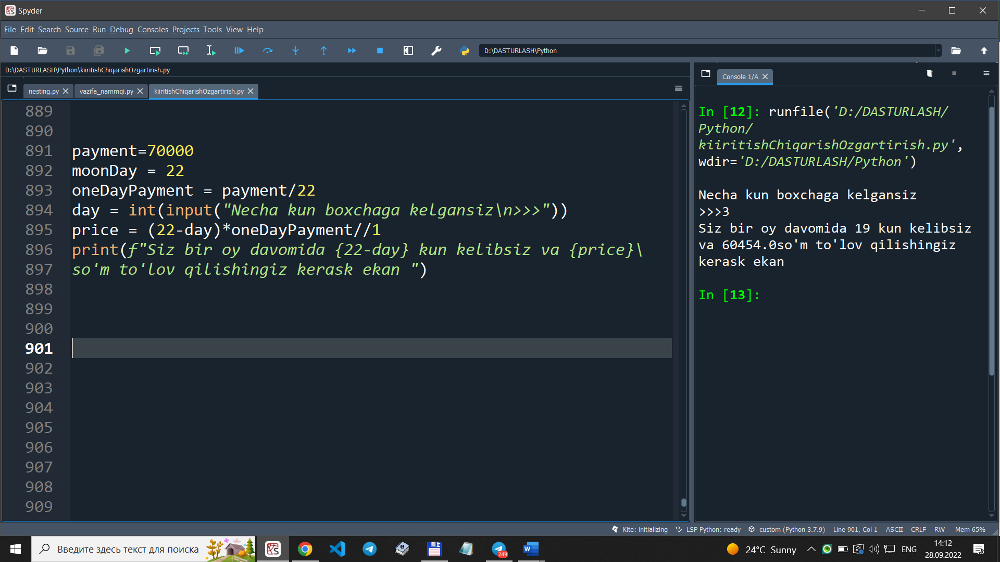 Spyder
File Edit Search Source Run Debug Consoles Projects Tools View Help
D:\DASTURLASH\Python
D:\DASTURLASH\Python\kiiritishChiqarishOzgartirish.py
nesting.py
vazifa_nammqi.py
kiiritishChiqarishOzgartirish.py
889
890
891 payment=70000
892 moonDay = 22
893 oneDayPayment = payment/22
894 day = int(input("Necha kun boxchaga kelgansiz\n>>>"))
895 price = (22-day)*oneDayPayment//1
896 print(f"Siz bir oy davomida {22-day} kun kelibsiz va {price}\
897 so'm to'lov qilishingiz kerask ekan ")
898
899
900
901
902
903
904
905
906
907
908
909
Console 1/A
In [12]: runfile('D:/DASTURLASH/
Python/
kiiritishChiqarishOzgartirish.py',
wdir='D:/DASTURLASH/Python')
Necha kun boxchaga kelgansiz
>>>3
Siz bir oy davomida 19 kun kelibsiz
va 60454.0so'm to'lov qilishingiz
kerask ekan
In [13]:
Kite: initializing LSP Python: ready custom (Python 3.7.9) Line 901, Col 1 ASCII CRLF RW Mem 65%
Введите здесь текст для поиска
249
24°C Sunny
ENG
14:12
28.09.2022